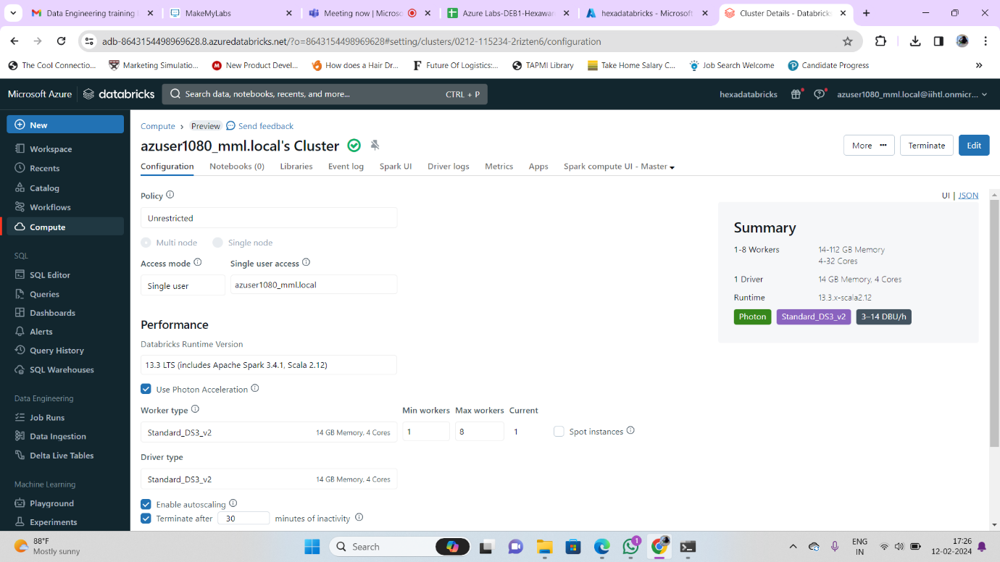 Data Engineering training
MakeMyLabs
Meeting now | Microso
Azure Labs-DEB1-Hexawar
hexadatabricks - Microsoft
Cluster Details - Databrick
adb-8643154498969628.8.azuredatabricks.net/?o=8643154498969628#setting/clusters/0212-115234-2rizten6/configuration
The Cool Connectio...
Marketing Simulatio...
New Product Devel...
How does a Hair Dr...
Future Of Logistics:...
TAPMI Library
Take Home Salary C...
Job Search Welcome
Candidate Progress
Microsoft Azure
databricks
Search data, notebooks, recents, and more...
CTRL + P
hexadatabricks
azuser1080_mml.local@iihtl.onmicr...
New
Workspace
Recents
Catalog
Workflows
Compute
SQL
SQL Editor
Queries
Dashboards
Alerts
Query History
SQL Warehouses
Data Engineering
Job Runs
Data Ingestion
Delta Live Tables
Machine Learning
Playground
Experiments
Compute › Preview Send feedback
azuser1080_mml.local's Cluster
More ···
Terminate
Edit
Configuration
Notebooks (0)
Libraries
Event log
Spark UI
Driver logs
Metrics
Apps
Spark compute UI - Master
UI | JSON
Policy
Unrestricted
Multi node
Single node
Access mode
Single user access
Single user
azuser1080_mml.local
Performance
Databricks Runtime Version
13.3 LTS (includes Apache Spark 3.4.1, Scala 2.12)
Use Photon Acceleration
Worker type
Min workers
Max workers
Current
Standard_DS3_v2
14 GB Memory, 4 Cores
1
8
1
Spot instances
Driver type
Standard_DS3_v2
14 GB Memory, 4 Cores
Enable autoscaling
Terminate after 30 minutes of inactivity
Summary
1-8 Workers
14-112 GB Memory
4-32 Cores
1 Driver
14 GB Memory, 4 Cores
Runtime
13.3.x-scala2.12
Photon
Standard_DS3_v2
3–14 DBU/h
88°F
Mostly sunny
Search
1
ENG
IN
17:26
12-02-2024